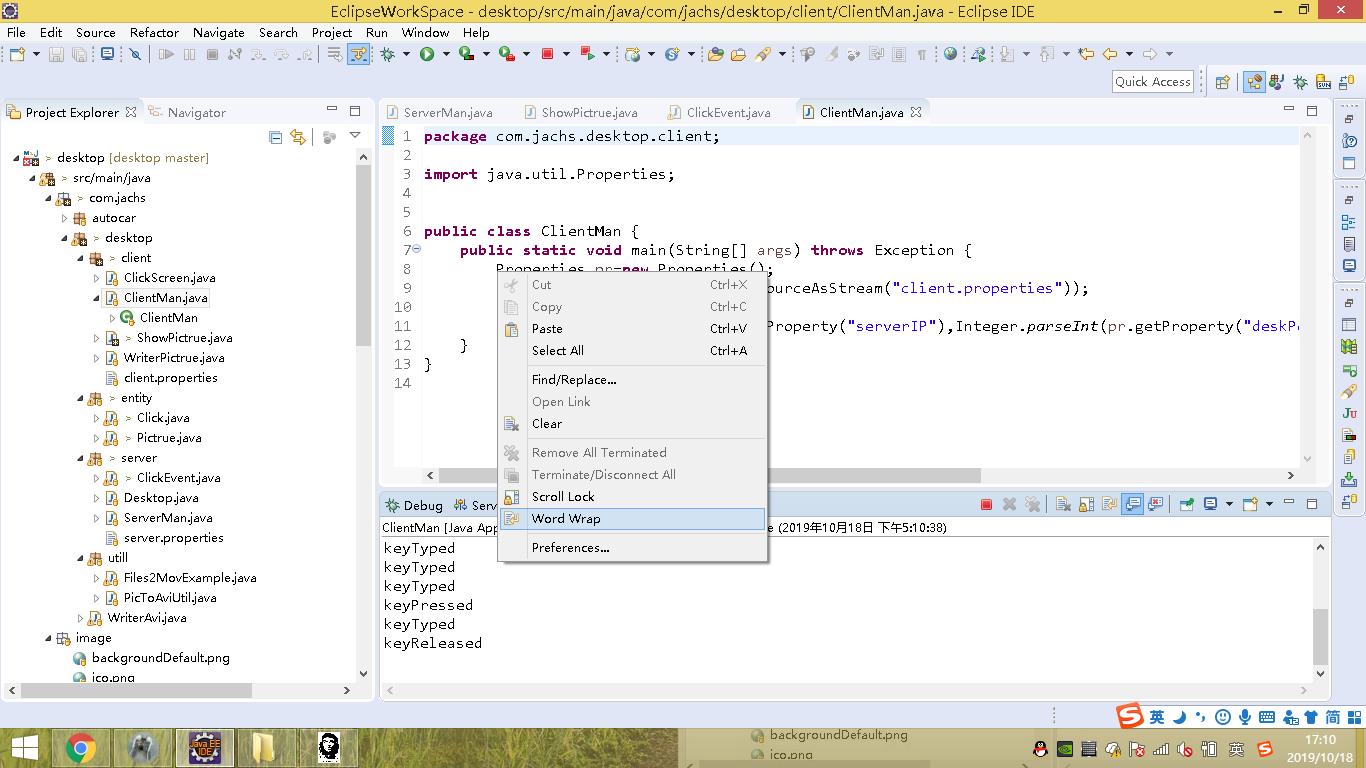 EclipseWorkSpace - desktop/src/main/java/com/jachs/desktop/client/ClientMan.java - Eclipse IDE
File Edit Source Refactor Navigate Search Project Run Window Help
Quick Access
Project Explorer
Navigator
> desktop [desktop master]
> src/main/java
> com.jachs
autocar
> desktop
> client
ClickScreen.java
ClientMan.java
ClientMan
> ShowPictrue.java
WriterPictrue.java
client.properties
> entity
> Click.java
> Pictrue.java
> server
> ClickEvent.java
Desktop.java
ServerMan.java
server.properties
utill
Files2MovExample.java
PicToAviUtil.java
WriterAvi.java
image
backgroundDefault.png
ico.png
ServerMan.java
ShowPictrue.java
ClickEvent.java
ClientMan.java
1 package com.jachs.desktop.client;
2
3 import java.util.Properties;
4
5
6 public class ClientMan {
7 public static void main(String[] args) throws Exception {
8 Properties pr=new Properties();
9 ourceAsStream("client.properties"));
10
11 Property("serverIP"),Integer.parseInt(pr.getProperty("deskPo
12 }
13 }
14
Cut Ctrl+X
Copy Ctrl+C
Paste Ctrl+V
Select All Ctrl+A
Find/Replace...
Open Link
Clear
Remove All Terminated
Terminate/Disconnect All
Scroll Lock
Word Wrap
Preferences...
Debug
Serv
ClientMan [Java App
e (2019年10月18日 下午5:10:38)
keyTyped
keyTyped
keyTyped
keyPressed
keyTyped
keyReleased
英
简
backgroundDefault.png
ico.png
Java EE
IDE
英
17:10
2019/10/18